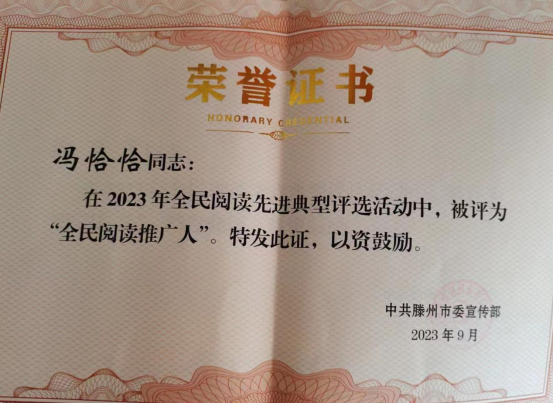 荣誉证书
HONORARY CREDENTIAL
冯恰恰同志：
在2023年全民阅读先进典型评选活动中，被评为
“全民阅读推广人”。特发此证，以资鼓励。
中共滕州市委宣传部
2023年9月